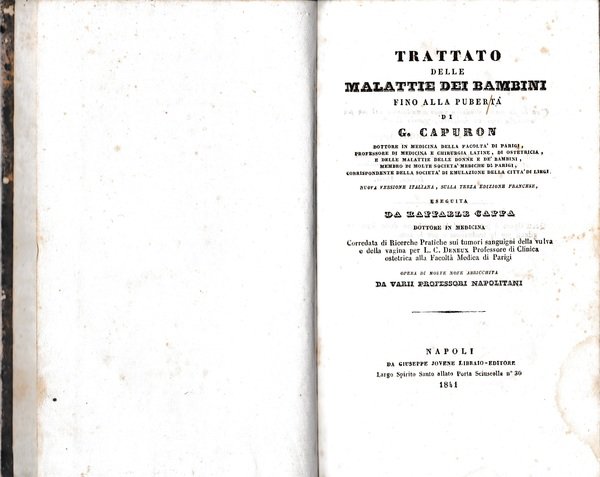 TRATTATO
DELLE
MALATTIE DEI BAMBINI
FINO ALLA PUBERTÀ
DI
G. CAPURON
DOTTORE IN MEDICINA DELLA FACOLTA' DI PARIGI,
PROFESSORE DI MEDICINA E CHIRURGIA LATINE, DI OSTETRICIA,
E DELLE MALATTIE DELLE DONNE E DE' BAMBINI,
MEMBRO DI MOLTE SOCIETA' MEDICHE DI PARIGI,
CORRISPONDENTE DELLA SOCIETA' DI EMULAZIONE DELLA CITTA' DI LIEGI.
NUOVA VERSIONE ITALIANA, SULLA TERZA EDIZIONE FRANCESE,
ESEGUITA
DA RAFFAELE CAPPA
DOTTORE IN MEDICINA
Corredata di Ricerche Pratiche sui tumori sanguigni della vulva
e della vagina per L. C. DENEUX Professore di Clinica
ostetrica alla Facoltà Medica di Parigi
OPERA DI MOLTE NOTE ARRICCHITA
DA VARII PROFESSORI NAPOLITANI
NAPOLI
DA GIUSEPPE JOVENE LIBRAIO-EDITORE
Largo Spirito Santo allato Porta Sciuscella n° 30
1841